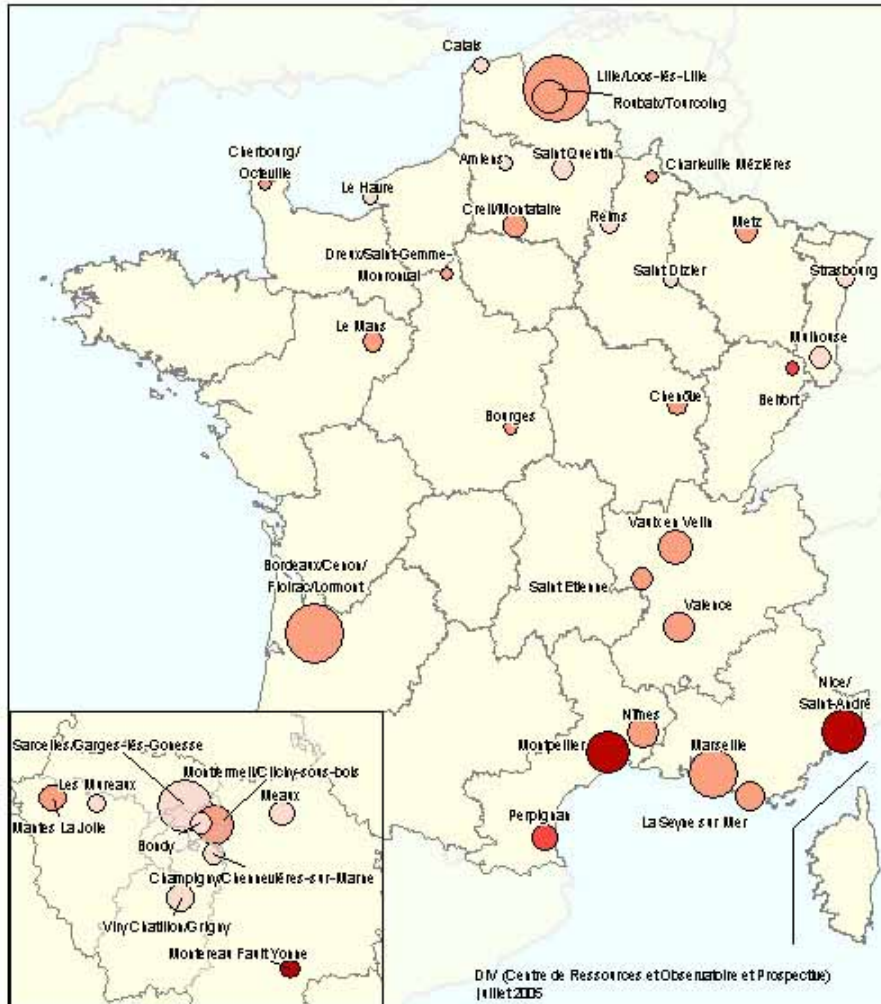 Calais
Lille/Loos-lès-Lille
Roubaix/Tourcoing
Cherbourg/
Octeville
Le Havre
Amiens
Saint Quentin
Charleville Mézières
Creil/Montataire
Reims
Metz
Dreux/Saint-Gemme-
Moronval
Saint Dizier
Strasbourg
Le Mans
Mulhouse
Belfort
Bourges
Chenôve
Vaulx en Velin
Bordeaux/Cenon/
Floirac/Lormont
Saint Etienne
Valence
Nice/
Saint-André
Nîmes
Montpellier
Marseille
La Seyne sur Mer
Perpignan
Sarcelles/Garges-lès-Gonesse
Montfermeil/Clichy-sous-bois
Les Mureaux
Meaux
Mantes La Jolie
Bondy
Champigny/Chennevières-sur-Marne
Viry Chatillon/Grigny
Montereau Fault Yonne
DIV (Centre de Ressources et Observatoire et Prospective)
juillet 2005